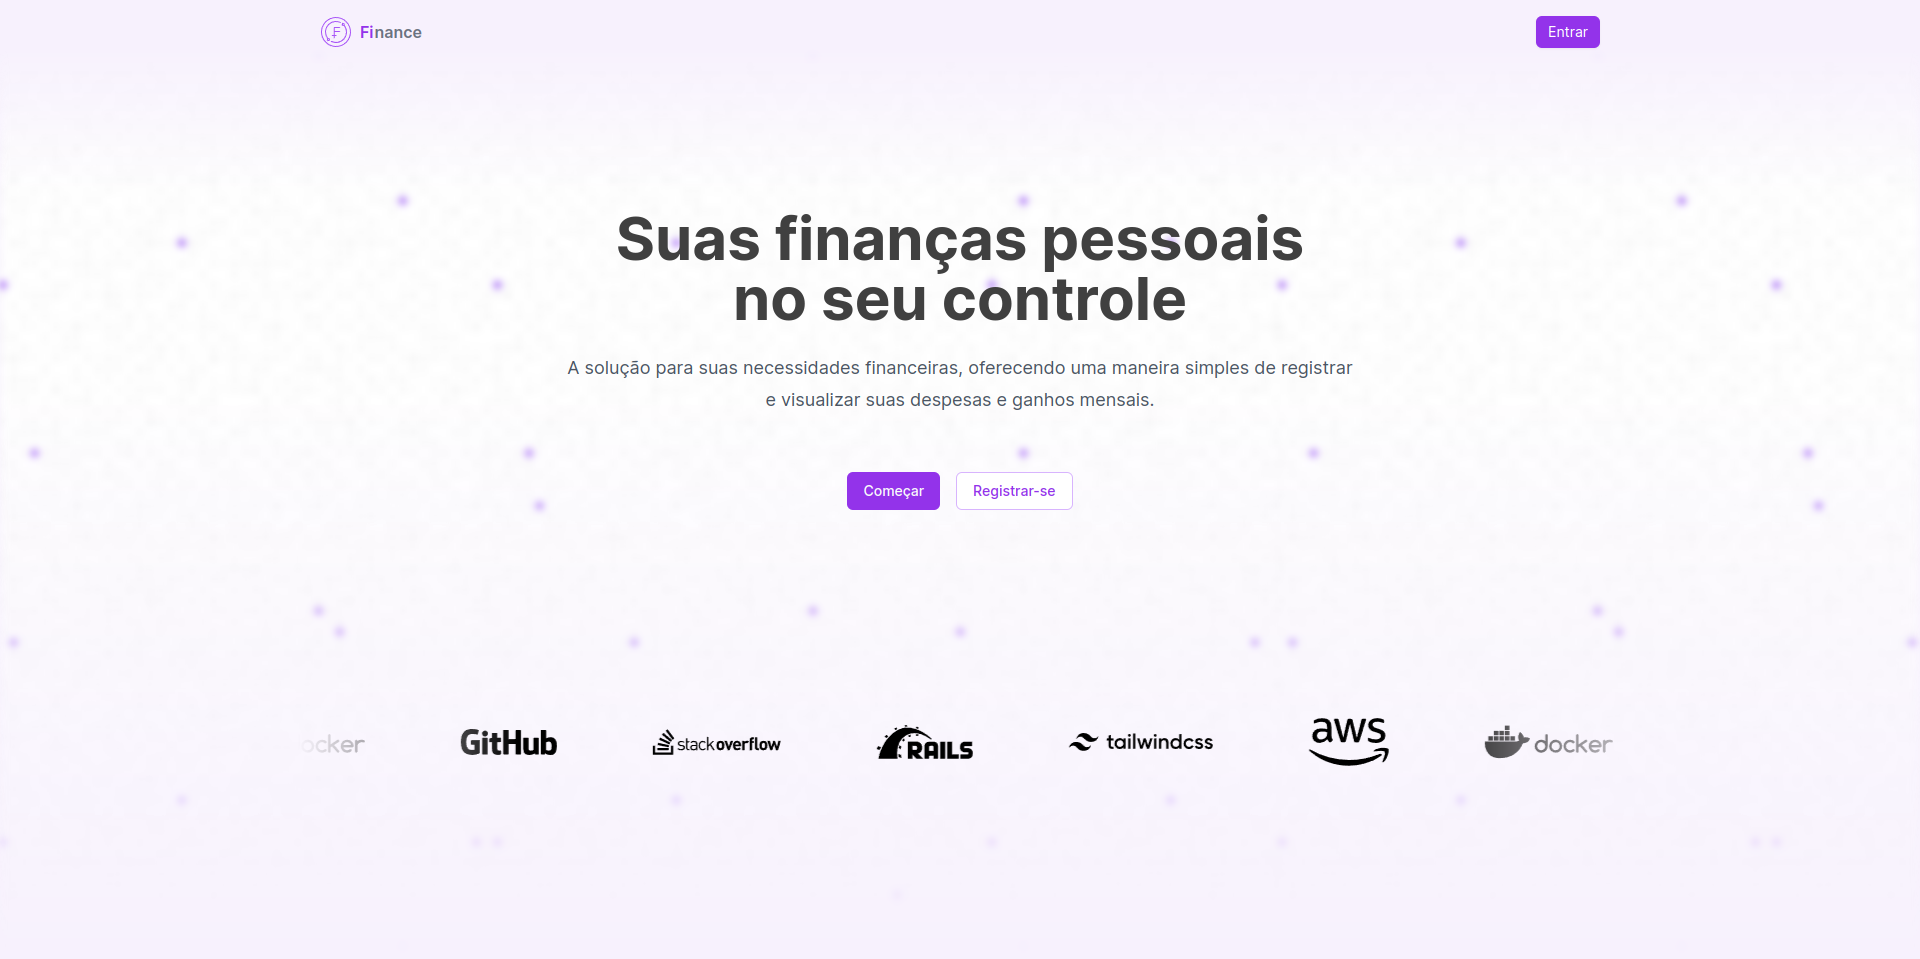 Finance
Entrar
Suas finanças pessoais
no seu controle
A solução para suas necessidades financeiras, oferecendo uma maneira simples de registrar
e visualizar suas despesas e ganhos mensais.
Começar
Registrar-se
ocker
GitHub
stackoverflow
RAILS
tailwindcss
aws
docker